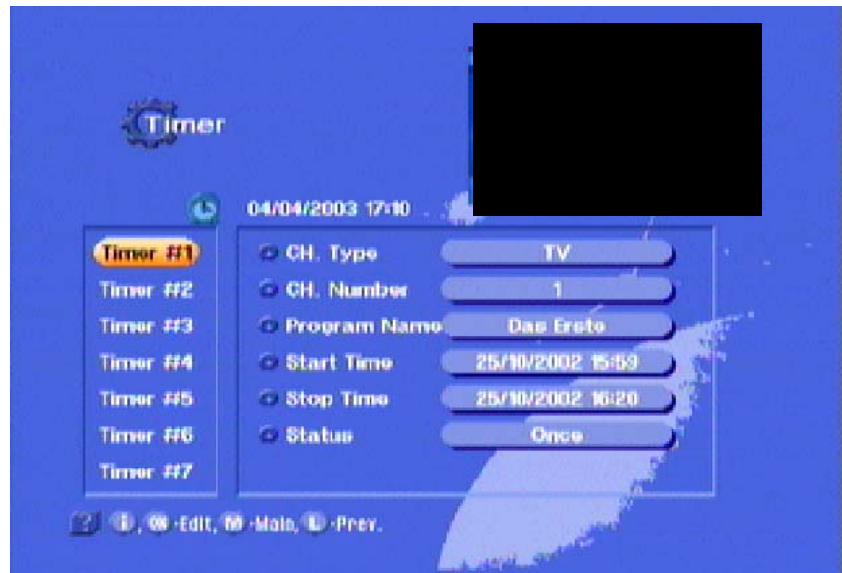 Timer
04/04/2003 17:10
Timer #1
Timer #2
Timer #3
Timer #4
Timer #5
Timer #6
Timer #7
CH. Type TV
CH. Number 1
Program Name Das Erste
Start Time 25/10/2002 15:59
Stop Time 25/10/2002 16:20
Status Once
? i, OK -Edit, M -Main, L -Prev.